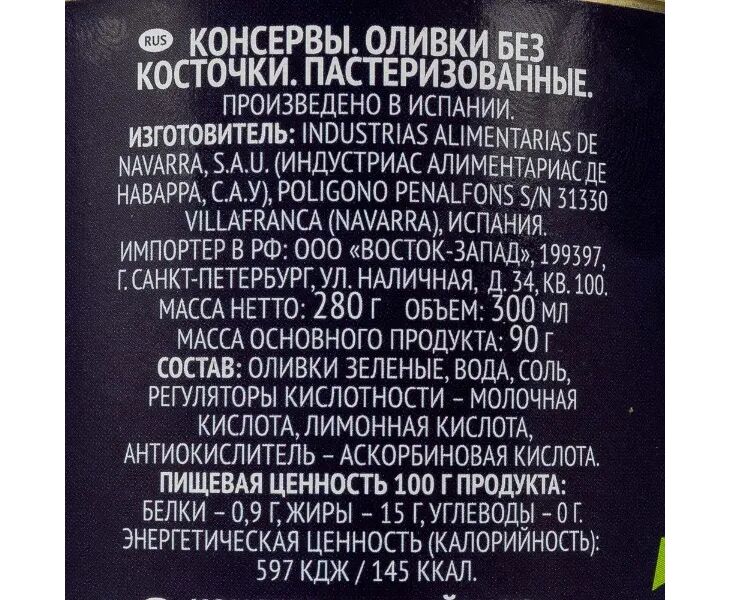 RUS КОНСЕРВЫ. ОЛИВКИ БЕЗ
КОСТОЧКИ. ПАСТЕРИЗОВАННЫЕ.
ПРОИЗВЕДЕНО В ИСПАНИИ.
ИЗГОТОВИТЕЛЬ: INDUSTRIAS ALIMENTARIAS DE
NAVARRA, S.A.U. (ИНДУСТРИАС АЛИМЕНТАРИАС ДЕ
НАВАРРА, С.А.У), POLIGONO PENALFONS S/N 31330
VILLAFRANCA (NAVARRA), ИСПАНИЯ.
ИМПОРТЕР В РФ: ООО «ВОСТОК-ЗАПАД», 199397,
Г. САНКТ-ПЕТЕРБУРГ, УЛ. НАЛИЧНАЯ, Д. 34, КВ. 100.
МАССА НЕТТО: 280 Г ОБЪЕМ: 300 МЛ
МАССА ОСНОВНОГО ПРОДУКТА: 90 Г
СОСТАВ: ОЛИВКИ ЗЕЛЕНЫЕ, ВОДА, СОЛЬ,
РЕГУЛЯТОРЫ КИСЛОТНОСТИ – МОЛОЧНАЯ
КИСЛОТА, ЛИМОННАЯ КИСЛОТА,
АНТИОКИСЛИТЕЛЬ – АСКОРБИНОВАЯ КИСЛОТА.
ПИЩЕВАЯ ЦЕННОСТЬ 100 Г ПРОДУКТА:
БЕЛКИ – 0,9 Г, ЖИРЫ – 15 Г, УГЛЕВОДЫ – 0 Г.
ЭНЕРГЕТИЧЕСКАЯ ЦЕННОСТЬ (КАЛОРИЙНОСТЬ):
597 КДЖ / 145 ККАЛ.